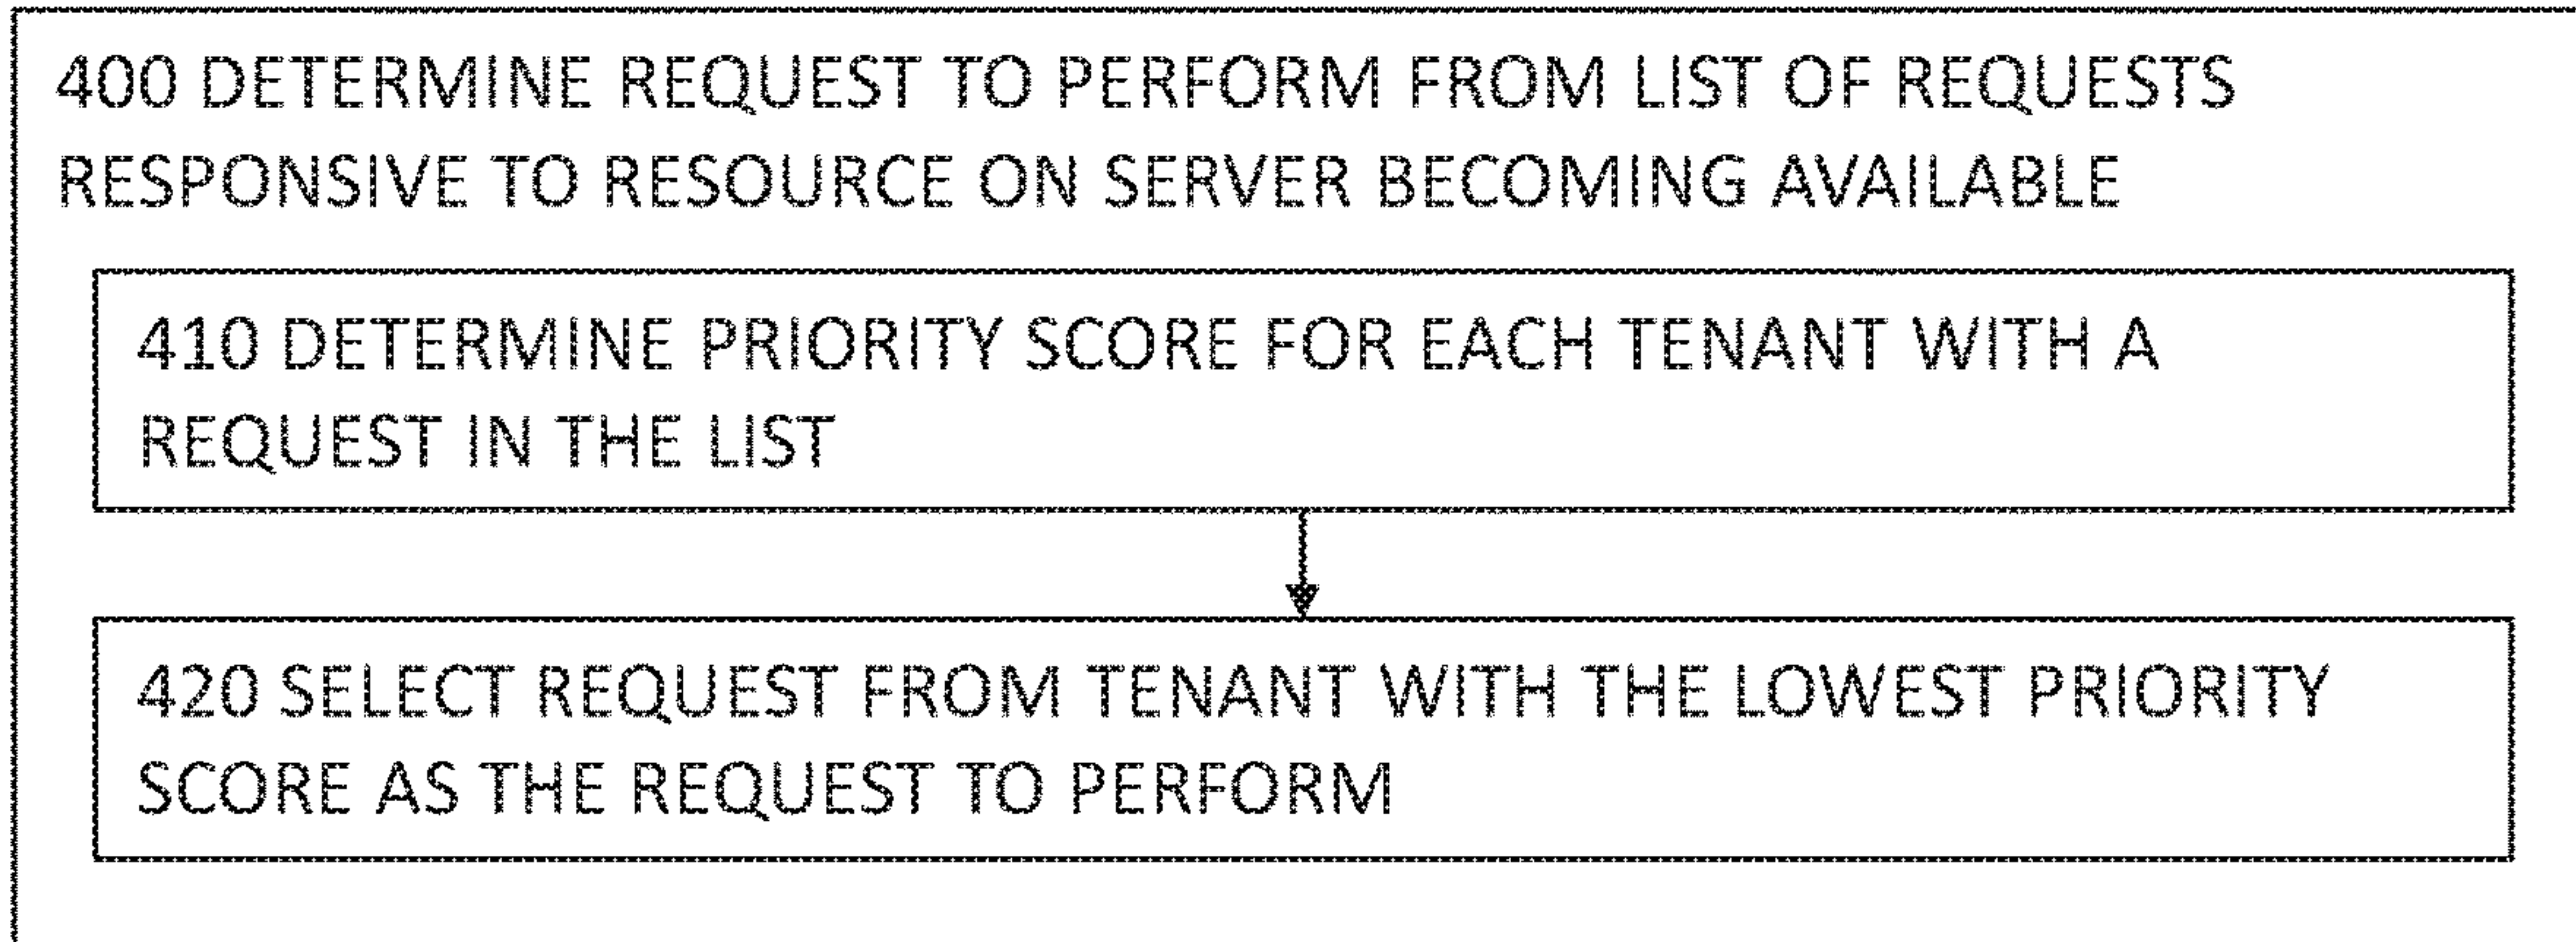 400 DETERMINE REQUEST TO PERFORM FROM LIST OF REQUESTS
RESPONSIVE TO RESOURCE ON SERVER BECOMING AVAILABLE
410 DETERMINE PRIORITY SCORE FOR EACH TENANT WITH A
REQUEST IN THE LIST
420 SELECT REQUEST FROM TENANT WITH THE LOWEST PRIORITY
SCORE AS THE REQUEST TO PERFORM